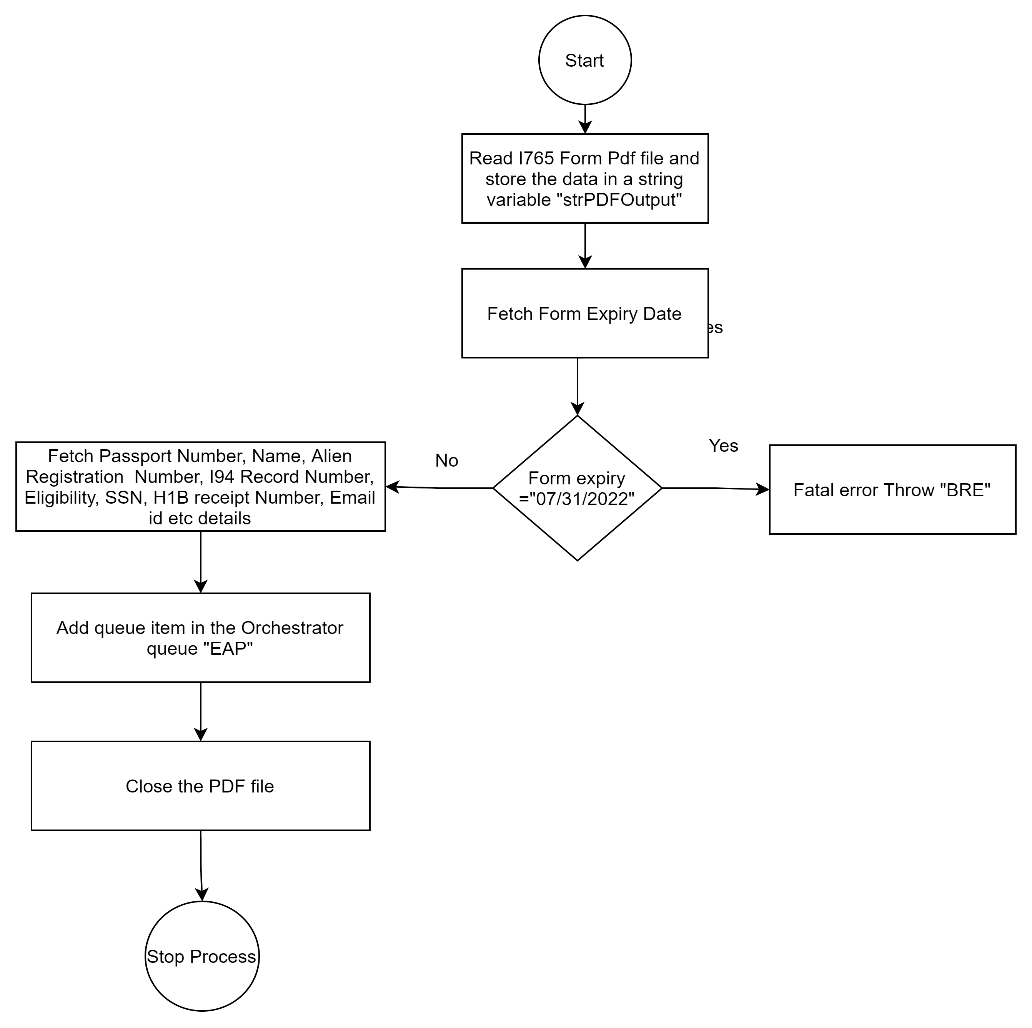 Start
Read I765 Form Pdf file and
store the data in a string
variable "strPDFOutput"
Fetch Form Expiry Date
es
Yes
No
Form expiry
="07/31/2022"
Fatal error Throw "BRE"
Fetch Passport Number, Name, Alien
Registration  Number, I94 Record Number,
Eligibility, SSN, H1B receipt Number, Email
id etc details
Add queue item in the Orchestrator
queue "EAP"
Close the PDF file
Stop Process